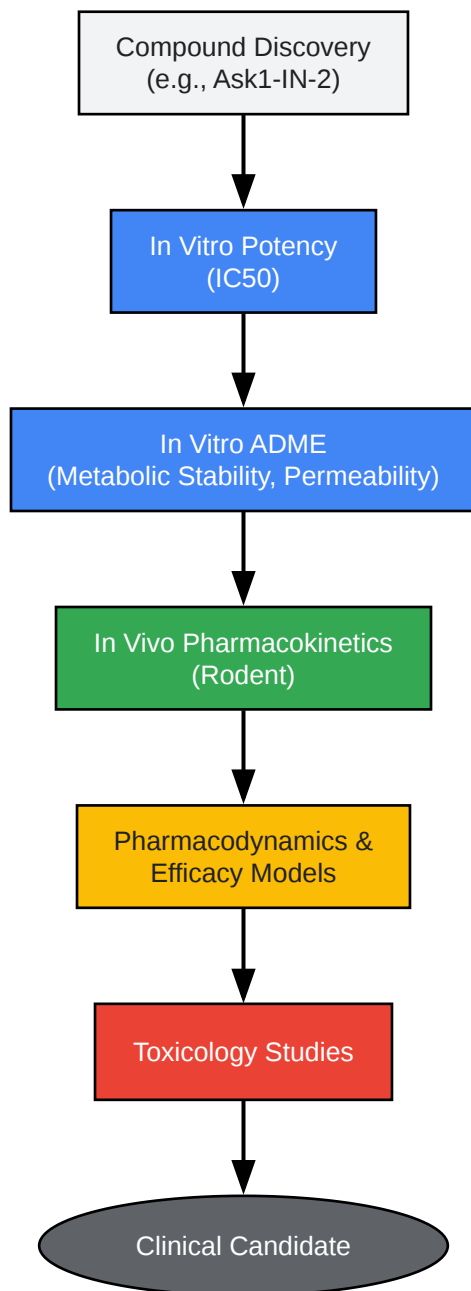 Compound Discovery
(e.g., Ask1-IN-2)
In Vitro Potency
(IC50)
In Vitro ADME
(Metabolic Stability, Permeability)
In Vivo Pharmacokinetics
(Rodent)
Pharmacodynamics &
Efficacy Models
Toxicology Studies
Clinical Candidate